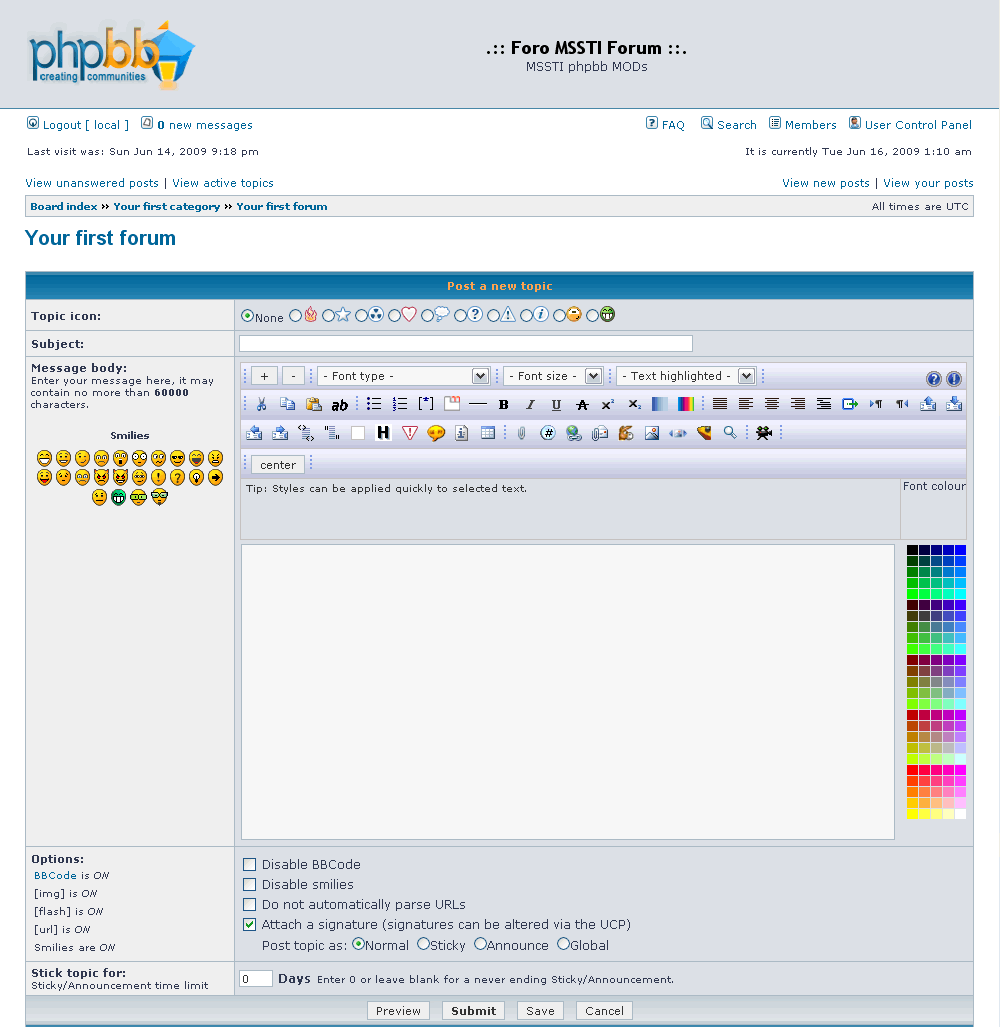 phpbb
creating communities
.:: Foro MSSTI Forum ::.
MSSTI phpbb MODs
Logout [ local ] 0 new messages FAQ Search Members User Control Panel
Last visit was: Sun Jun 14, 2009 9:18 pm It is currently Tue Jun 16, 2009 1:10 am
View unanswered posts | View active topics View new posts | View your posts
Board index » Your first category » Your first forum All times are UTC
Your first forum
Post a new topic
Topic icon: None
Subject:
Message body:
Enter your message here, it may
contain no more than 60000
characters.
Smilies
+ - - Font type - - Font size - - Text highlighted -
center
Tip: Styles can be applied quickly to selected text. Font colour
Options:
BBCode is ON
[img] is ON
[flash] is ON
[url] is ON
Smilies are ON
Disable BBCode
Disable smilies
Do not automatically parse URLs
Attach a signature (signatures can be altered via the UCP)
Post topic as: Normal Sticky Announce Global
Stick topic for:
Sticky/Announcement time limit
0 Days Enter 0 or leave blank for a never ending Sticky/Announcement.
Preview Submit Save Cancel